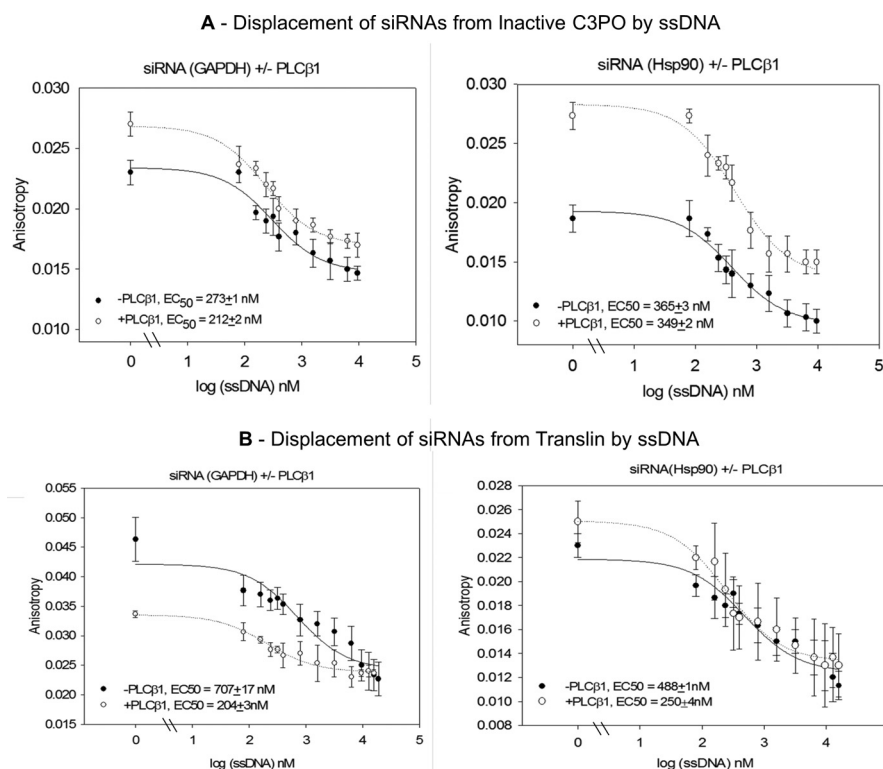 A - Displacement of siRNAs from Inactive C3PO by ssDNA
siRNA (GAPDH) +/- PLCβ1
0.030
0.025
0.020
0.015
0.010
Anisotropy
-PLCβ1, EC50 = 273±1 nM
+PLCβ1, EC50 = 212±2 nM
0 1 2 3 4 5
log (ssDNA) nM
siRNA (Hsp90) +/- PLCβ1
0.030
0.025
0.020
0.015
0.010
Anisotropy
-PLCβ1, EC50 = 365±3 nM
+PLCβ1, EC50 = 349±2 nM
0 1 2 3 4 5
log (ssDNA) nM
B - Displacement of siRNAs from Translin by ssDNA
siRNA (GAPDH) +/- PLCβ1
0.055
0.050
0.045
0.040
0.035
0.030
0.025
0.020
0.015
Anisotropy
-PLCβ1, EC50 = 707±17 nM
+PLCβ1, EC50 = 204±3nM
0 1 2 3 4 5
log (ssDNA) nM
siRNA(Hsp90) +/- PLCβ1
0.028
0.026
0.024
0.022
0.020
0.018
0.016
0.014
0.012
0.010
0.008
Anisotropy
-PLCβ1, EC50 = 488±1nM
+PLCβ1, EC50 = 250±4nM
0 1 2 3 4 5
log (ssDNA) nM